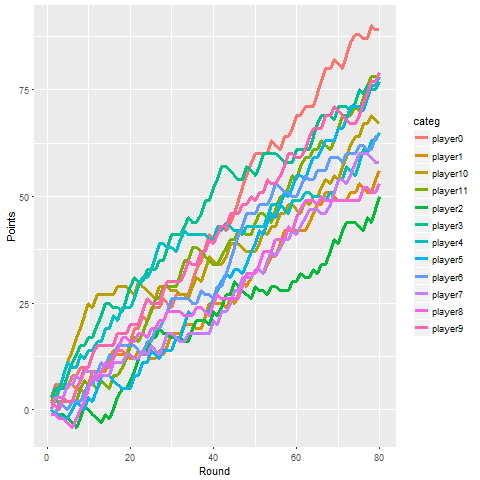 75
50
25
0
Points
0
20
40
60
80
Round
categ
player0
player1
player10
player11
player2
player3
player4
player5
player6
player7
player8
player9